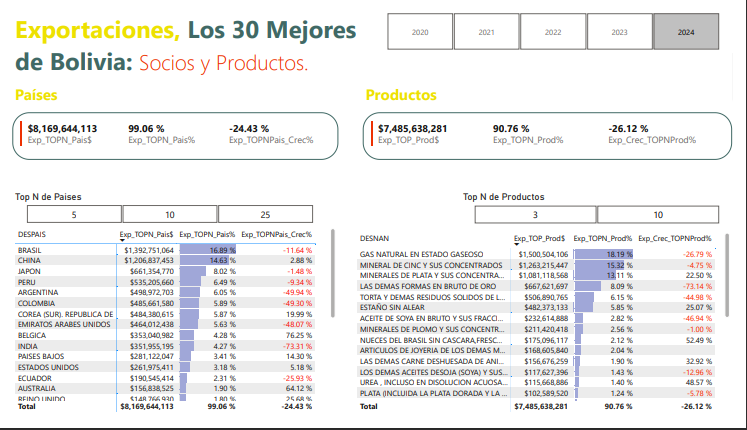 Exportaciones, Los 30 Mejores
de Bolivia: Socios y Productos.
2020 2021 2022 2023 2024
Países
$8,169,644,113 99.06 % -24.43 %
Exp_TOPN_Pais$ Exp_TOPN_Pais% Exp_TOPNPais_Crec%
Productos
$7,485,638,281 90.76 % -26.12 %
Exp_TOP_Prod$ Exp_TOPN_Prod% Exp_Crec_TOPNProd%
Top N de Paises
5 10 25
DESPAIS Exp_TOPN_Pais$ Exp_TOPN_Pais% Exp_TOPNPais_Crec%
BRASIL $1,392,751,064 16.89 % -11.64 %
CHINA $1,206,837,453 14.63 % 2.88 %
JAPON $661,354,770 8.02 % -1.48 %
PERU $535,205,660 6.49 % -9.34 %
ARGENTINA $498,972,703 6.05 % -49.94 %
COLOMBIA $485,661,580 5.89 % -49.30 %
COREA (SUR), REPUBLICA DE $484,380,615 5.87 % 19.99 %
EMIRATOS ARABES UNIDOS $464,012,438 5.63 % -48.07 %
BELGICA $353,040,982 4.28 % 76.25 %
INDIA $351,955,195 4.27 % -73.31 %
PAISES BAJOS $281,122,047 3.41 % 14.30 %
ESTADOS UNIDOS $261,975,411 3.18 % 5.18 %
ECUADOR $190,545,414 2.31 % -25.93 %
AUSTRALIA $156,838,525 1.90 % 64.12 %
REINO UNIDO $148,766,930 1.80 % 25.68 %
Total $8,169,644,113 99.06 % -24.43 %
Top N de Productos
3 10
DESNAN Exp_TOP_Prod$ Exp_TOPN_Prod% Exp_Crec_TOPNProd%
GAS NATURAL EN ESTADO GASEOSO $1,500,504,106 18.19 % -26.79 %
MINERAL DE CINC Y SUS CONCENTRADOS $1,263,215,447 15.32 % -4.75 %
MINERALES DE PLATA Y SUS CONCENTRA... $1,081,118,568 13.11 % 22.50 %
LAS DEMAS FORMAS EN BRUTO DE ORO $667,621,697 8.09 % -73.14 %
TORTA Y DEMAS RESIDUOS SOLIDOS DE L... $506,890,765 6.15 % -44.98 %
ESTAÑO SIN ALEAR $482,373,133 5.85 % 25.07 %
ACEITE DE SOYA EN BRUTO Y SUS FRACCI... $232,614,888 2.82 % -46.94 %
MINERALES DE PLOMO Y SUS CONCENTR... $211,420,418 2.56 % -1.00 %
NUECES DEL BRASIL SIN CASCARA,FRESC... $175,096,117 2.12 % 52.49 %
ARTICULOS DE JOYERIA DE LOS DEMAS M... $168,605,840 2.04 %
LAS DEMAS CARNE DESHUESADA DE ANI... $156,676,259 1.90 % 32.92 %
LOS DEMAS ACEITES DESOJA (SOYA) Y SUS... $117,627,396 1.43 % -12.96 %
UREA , INCLUSO EN DISOLUCION ACUOSA... $115,668,886 1.40 % 48.57 %
PLATA (INCLUIDA LA PLATA DORADA Y LA ... $102,589,520 1.24 % -5.78 %
Total $7,485,638,281 90.76 % -26.12 %